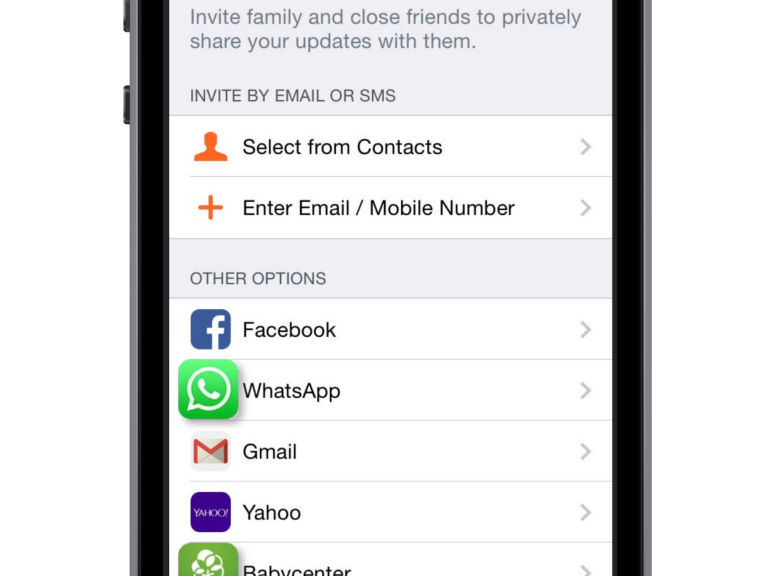 Invite family and close friends to privately
share your updates with them.
INVITE BY EMAIL OR SMS
Select from Contacts
Enter Email / Mobile Number
OTHER OPTIONS
Facebook
WhatsApp
Gmail
YAHOO! Yahoo
Babycenter